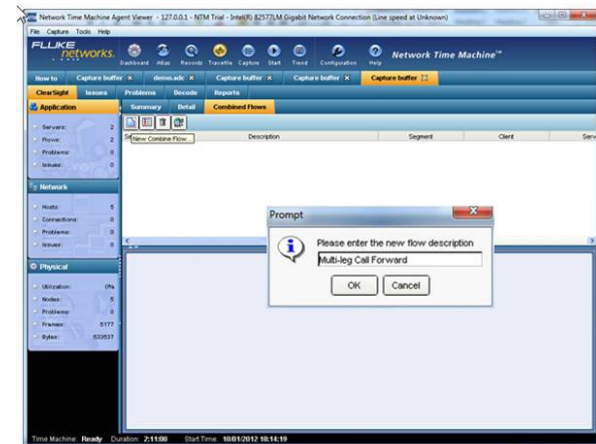 Network Time Machine Agent Viewer - 127.0.0.1 - NTM Trial - Intel(R) 82577LM Gigabit Network Connection (Line speed at Unknown)
File Capture Tools Help
FLUKE networks. Dashboard Atlas Records Tracefile Capture Start Trend Configuration Help Network Time Machine™
How to Capture buffer × demo.adc × Capture buffer × Capture buffer × Capture buffer
ClearSight Issues Problems Decode Reports
Application Summary Detail Combined Flows
Servers: 2
Flows: 2
Problems: 0
Issues: 0
New Combine Flow... Description Segment Client Serv
Network
Hosts: 5
Connections: 0
Problems: 0
Issues: 0
Prompt
Please enter the new flow description
Multi-leg Call Forward
OK Cancel
Physical
Utilization: 0%
Nodes: 5
Problems: 0
Frames: 5177
Bytes: 533537
Time Machine: Ready Duration: 2:11:00 Start Time: 10/01/2012 18:14:19